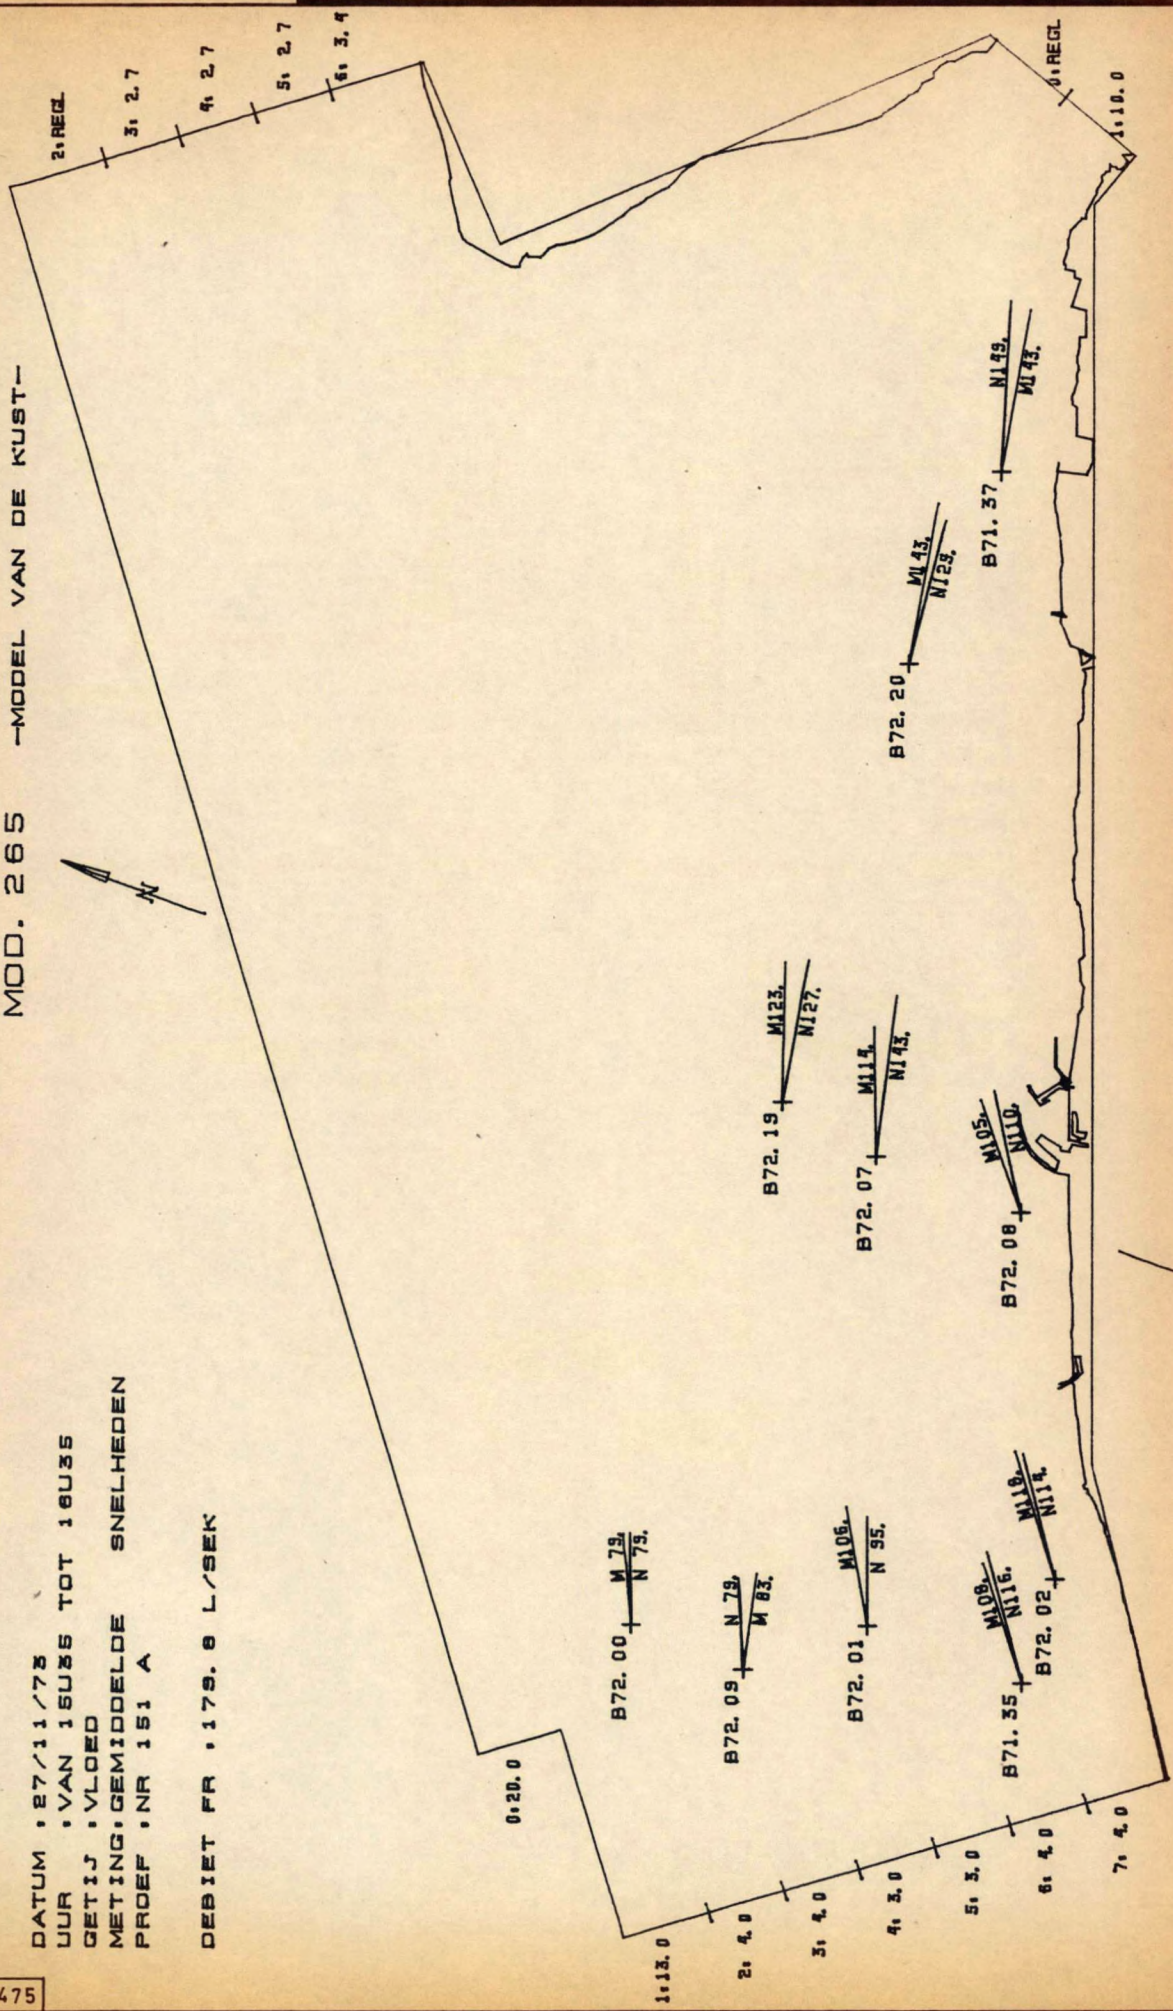 MOD. 265 —MODEL VAN DE KUST—
DATUM : 27/11/73
UUR : VAN 15U35 TOT 16U35
GETIJ : VLOED
METING: GEMIDDELDE SNELHEDEN
PROEF : NR 151 A
DEBIET FR : 179. 8 L/SEK
N
2: REGL
3: 2. 7
4: 2. 7
5: 2. 7
6: 3. 4
0: REGL
1: 10. 0
0: 20. 0
1: 13. 0
2: 4. 0
3: 4. 0
4: 3. 0
5: 3. 0
6: 4. 0
7: 4. 0
B72. 00
M 79.
N 79.
B72. 09
N 79.
M 83.
B72. 01
M106.
N 95.
B71. 35
M108.
N116.
B72. 02
M118.
N114.
B72. 19
M123.
N127.
B72. 07
M114.
N143.
B72. 08
M105.
N110.
B72. 20
M143.
N129.
B71. 37
N149.
M143.
475